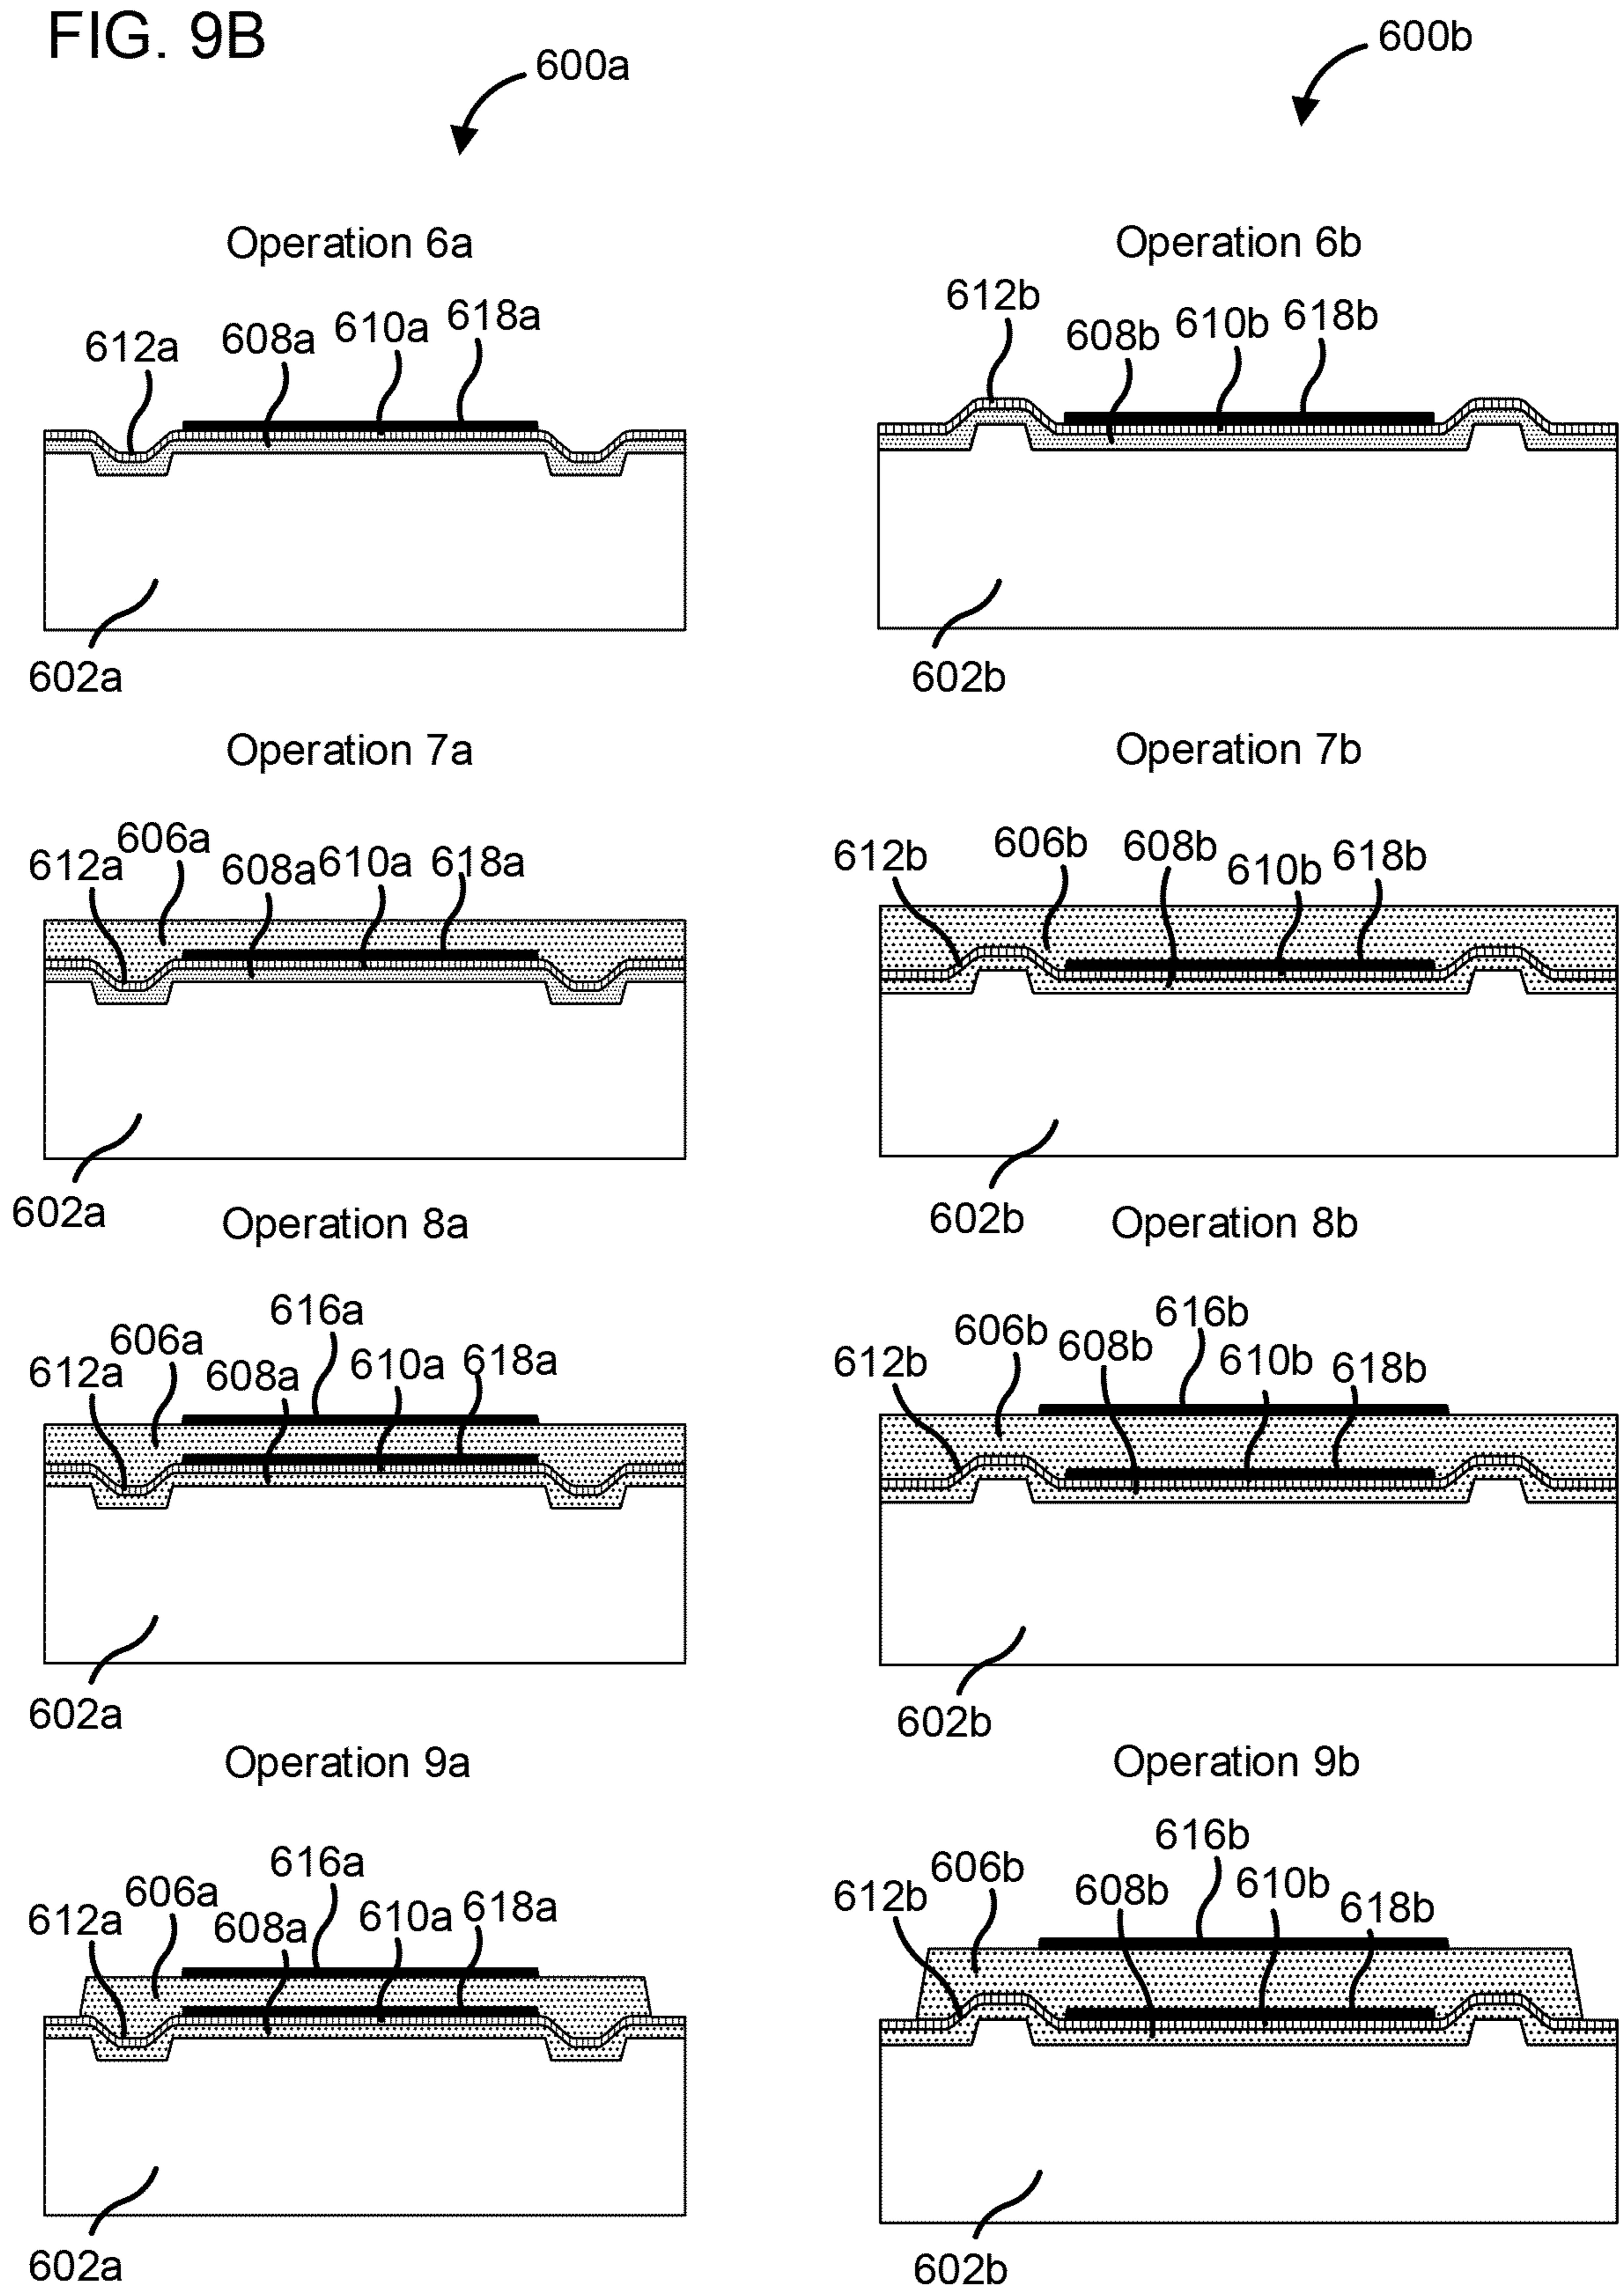 FIG. 9B
600a
600b
Operation 6a
Operation 6b
612a 608a 610a 618a
612b 608b 610b 618b
602a
602b
Operation 7a
Operation 7b
612a 606a 608a 610a 618a
612b 606b 608b 610b 618b
602a
602b
Operation 8a
Operation 8b
612a 606a 608a 616a 610a 618a
612b 606b 608b 616b 610b 618b
602a
602b
Operation 9a
Operation 9b
612a 606a 608a 616a 610a 618a
612b 606b 608b 616b 610b 618b
602a
602b